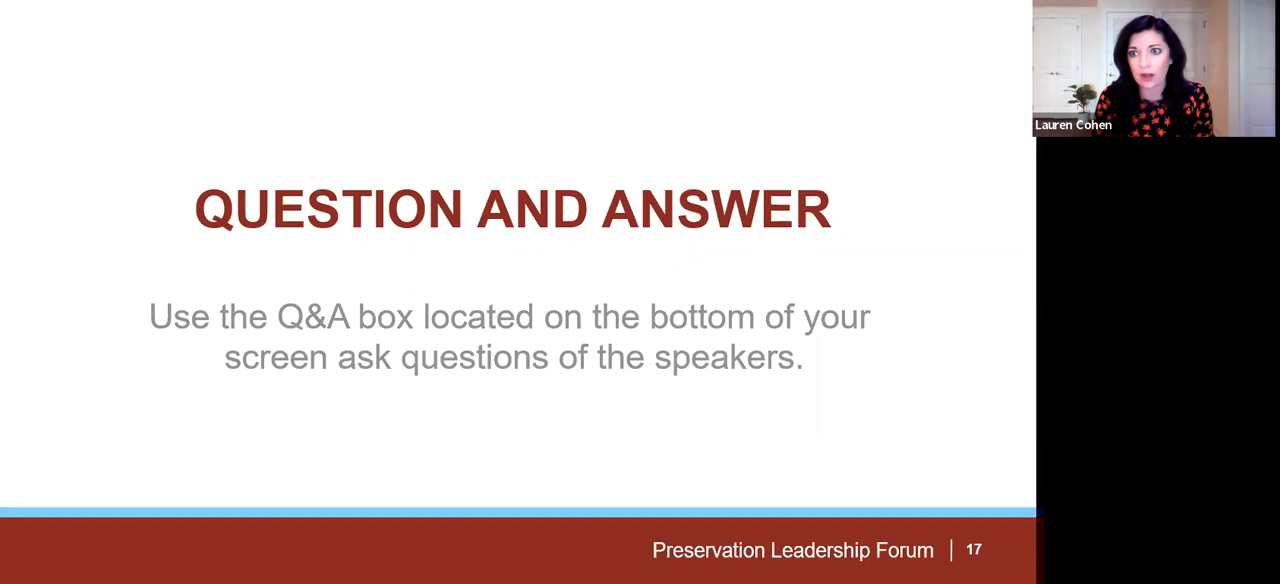 Lauren Cohen
QUESTION AND ANSWER
Use the Q&A box located on the bottom of your
screen ask questions of the speakers.
Preservation Leadership Forum | 17